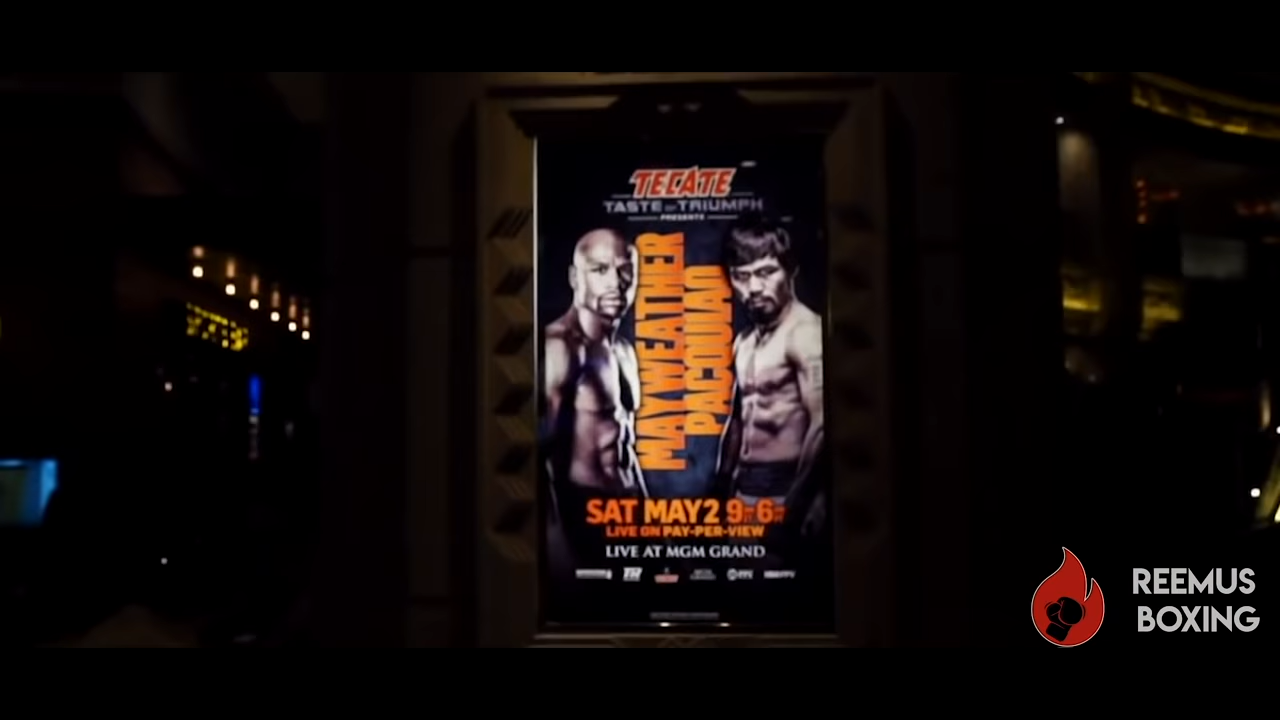 TECATE
TASTE OF TRIUMPH
PRESENTS
MAYWEATHER
PACQUIAO
SAT MAY 2 9ET 6PT
LIVE ON PAY-PER-VIEW
LIVE AT MGM GRAND
REEMUS
BOXING